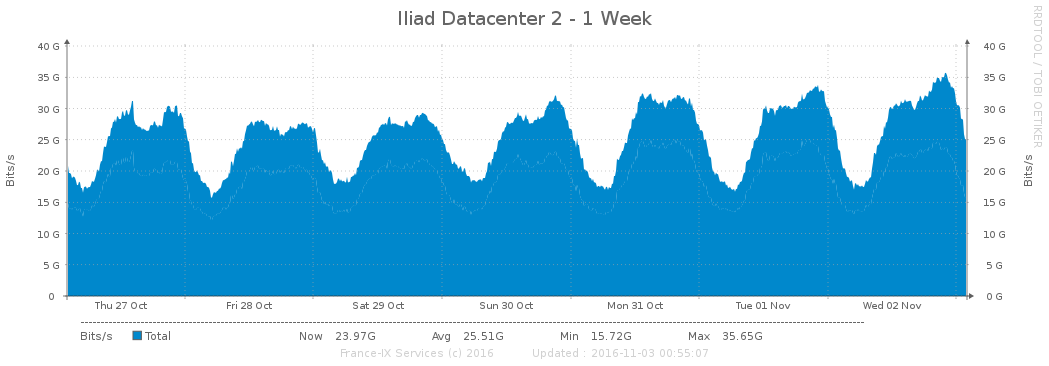 Iliad Datacenter 2 - 1 Week
RRDTOOL / TOBI OETIKER
Bits/s
40 G 40 G
35 G 35 G
30 G 30 G
25 G 25 G
20 G 20 G
15 G 15 G
10 G 10 G
5 G 5 G
0 0 G
Bits/s
Thu 27 Oct Fri 28 Oct Sat 29 Oct Sun 30 Oct Mon 31 Oct Tue 01 Nov Wed 02 Nov
Bits/s Total Now 23.97G Avg 25.51G Min 15.72G Max 35.65G
France-IX Services (c) 2016 Updated : 2016-11-03 00:55:07